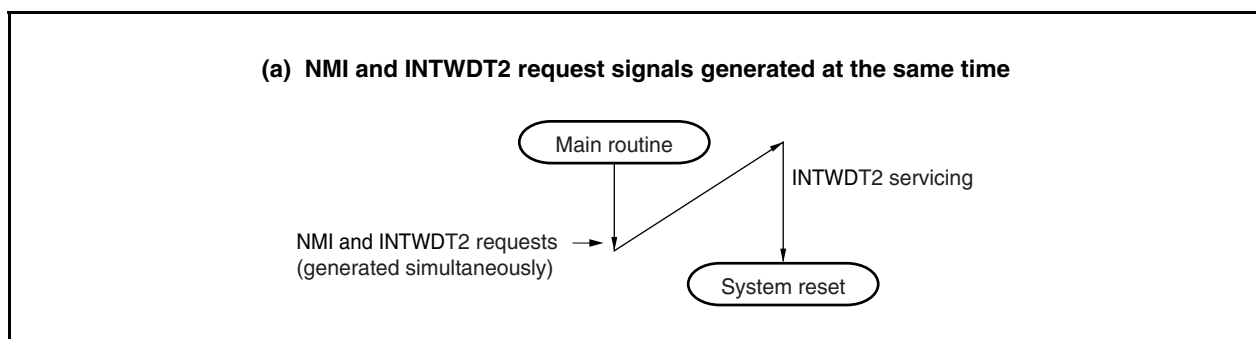 (a) NMI and INTWDT2 request signals generated at the same time
Main routine
INTWDT2 servicing
NMI and INTWDT2 requests
(generated simultaneously)
System reset